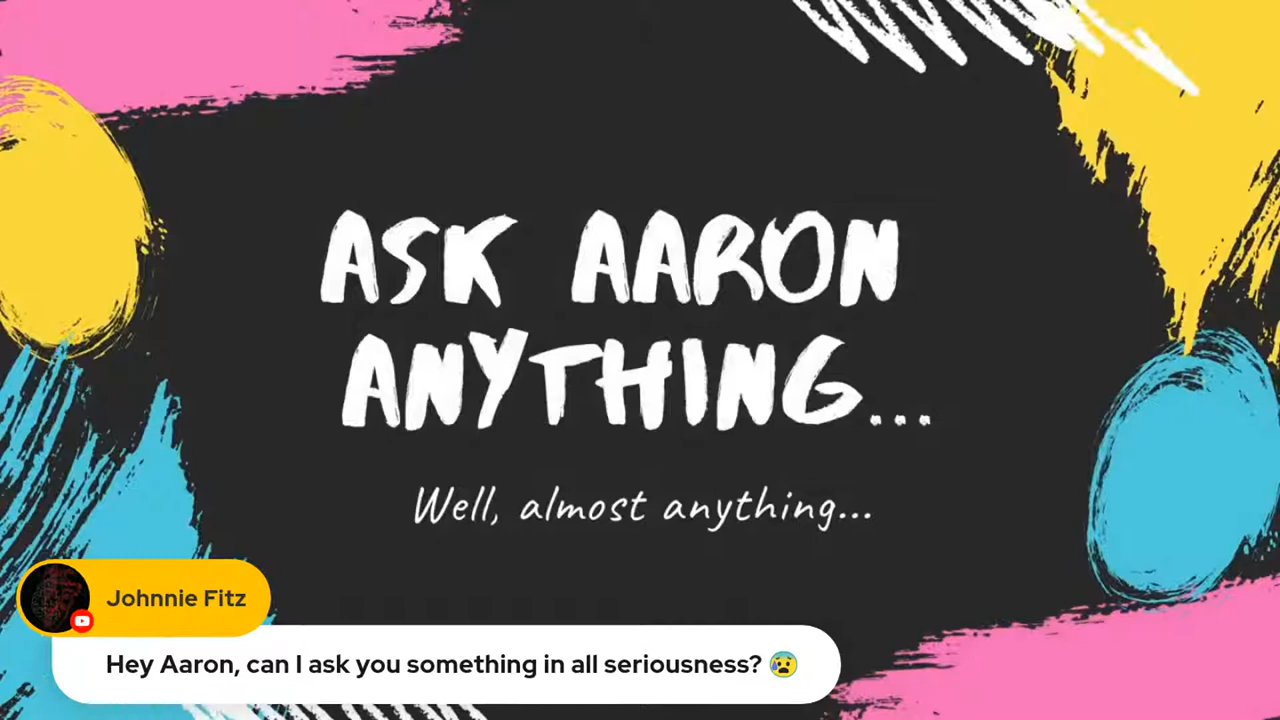 ASK AARON
ANYTHING...
Well, almost anything...
Johnnie Fitz
Hey Aaron, can I ask you something in all seriousness? 😰